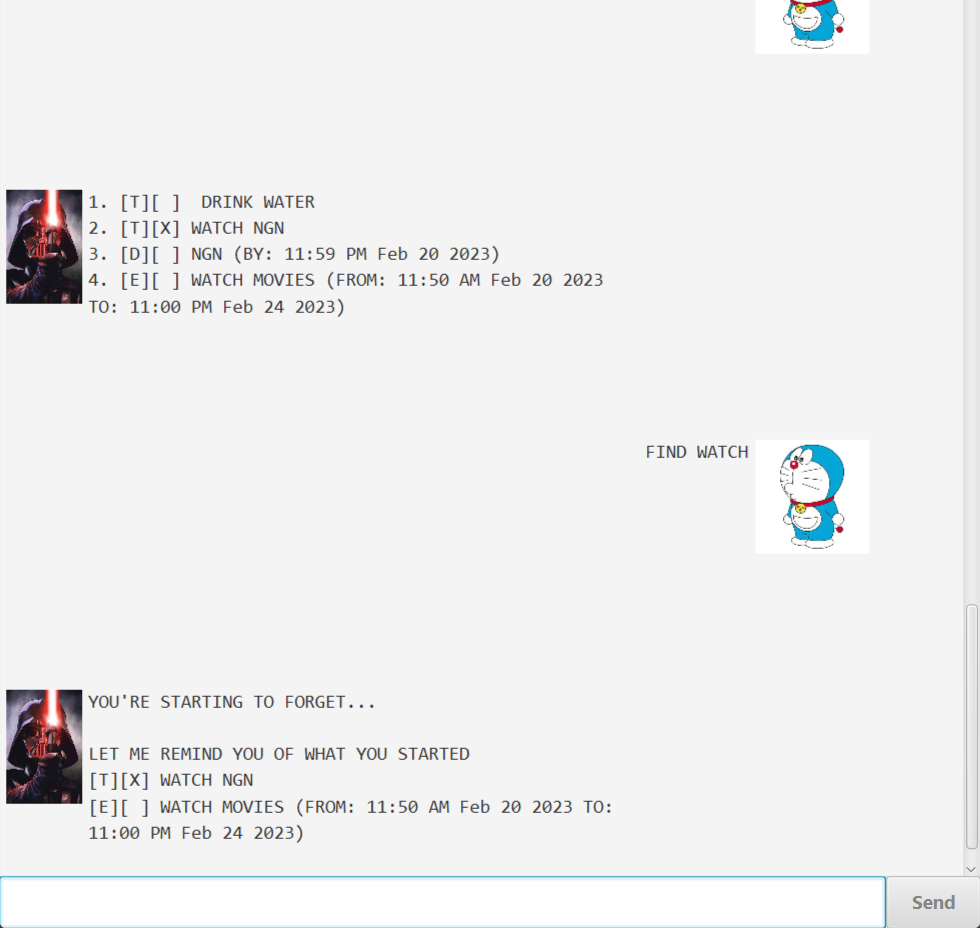 1. [T][ ]  DRINK WATER
2. [T][X] WATCH NGN
3. [D][ ] NGN (BY: 11:59 PM Feb 20 2023)
4. [E][ ] WATCH MOVIES (FROM: 11:50 AM Feb 20 2023
TO: 11:00 PM Feb 24 2023)
FIND WATCH
YOU'RE STARTING TO FORGET...
LET ME REMIND YOU OF WHAT YOU STARTED
[T][X] WATCH NGN
[E][ ] WATCH MOVIES (FROM: 11:50 AM Feb 20 2023 TO:
11:00 PM Feb 24 2023)
Send